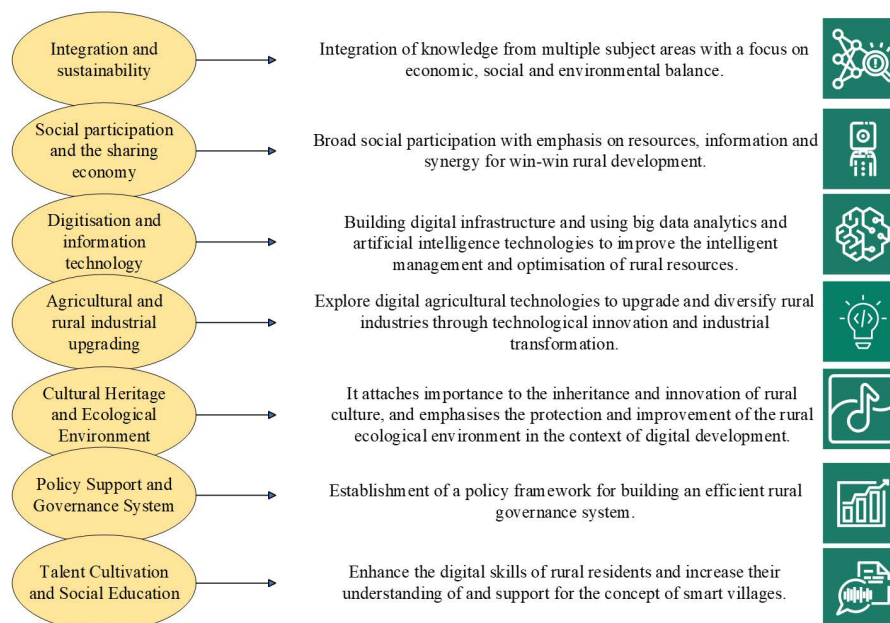 Integration and
sustainability
Integration of knowledge from multiple subject areas with a focus on
economic, social and environmental balance.
Social participation
and the sharing
economy
Broad social participation with emphasis on resources, information and
synergy for win-win rural development.
Digitisation and
information
technology
Building digital infrastructure and using big data analytics and
artificial intelligence technologies to improve the intelligent
management and optimisation of rural resources.
Agricultural and
rural industrial
upgrading
Explore digital agricultural technologies to upgrade and diversify rural
industries through technological innovation and industrial
transformation.
Cultural Heritage
and Ecological
Environment
It attaches importance to the inheritance and innovation of rural
culture, and emphasises the protection and improvement of the rural
ecological environment in the context of digital development.
Policy Support and
Governance System
Establishment of a policy framework for building an efficient rural
governance system.
Talent Cultivation
and Social Education
Enhance the digital skills of rural residents and increase their
understanding of and support for the concept of smart villages.